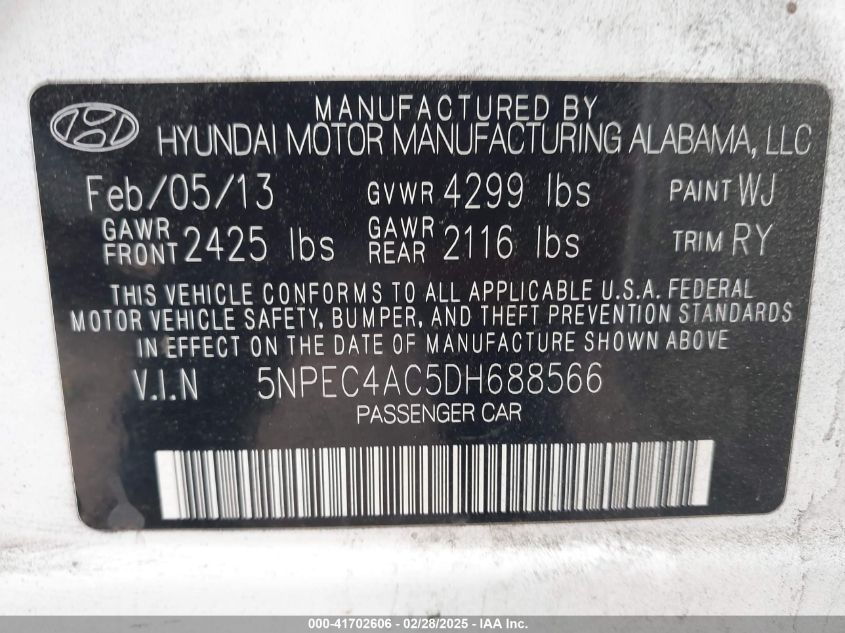 MANUFACTURED BY
HYUNDAI MOTOR MANUFACTURING ALABAMA, LLC
Feb/05/13 GVWR 4299 lbs PAINT WJ
GAWR FRONT 2425 lbs GAWR REAR 2116 lbs TRIM RY
THIS VEHICLE CONFORMS TO ALL APPLICABLE U.S.A. FEDERAL
MOTOR VEHICLE SAFETY, BUMPER, AND THEFT PREVENTION STANDARDS
IN EFFECT ON THE DATE OF MANUFACTURE SHOWN ABOVE
V.I.N 5NPEC4AC5DH688566
PASSENGER CAR
000-41702606 - 02/28/2025 - IAA Inc.